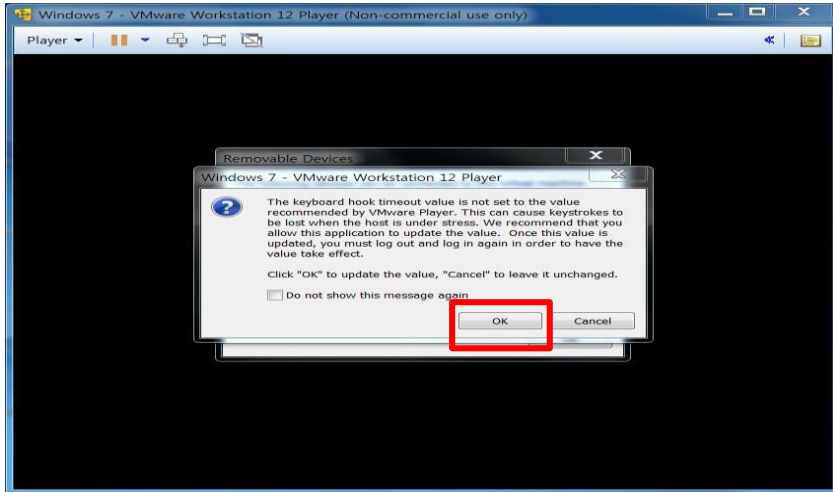 Windows 7 - VMware Workstation 12 Player (Non-commercial use only)
Player
Removable Devices
Windows 7 - VMware Workstation 12 Player
The keyboard hook timeout value is not set to the value
recommended by VMware Player. This can cause keystrokes to
be lost when the host is under stress. We recommend that you
allow this application to update the value. Once this value is
updated, you must log out and log in again in order to have the
value take effect.
Click "OK" to update the value, "Cancel" to leave it unchanged.
Do not show this message again
OK Cancel